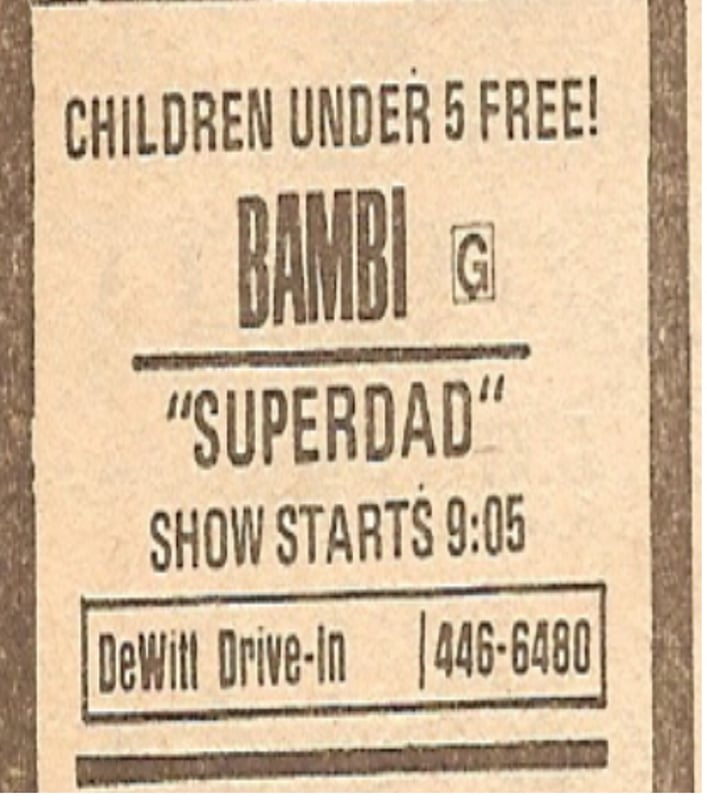 CHILDREN UNDER 5 FREE!
BAMBI G
"SUPERDAD"
SHOW STARTS 9:05
DeWitt Drive-In | 446-6480